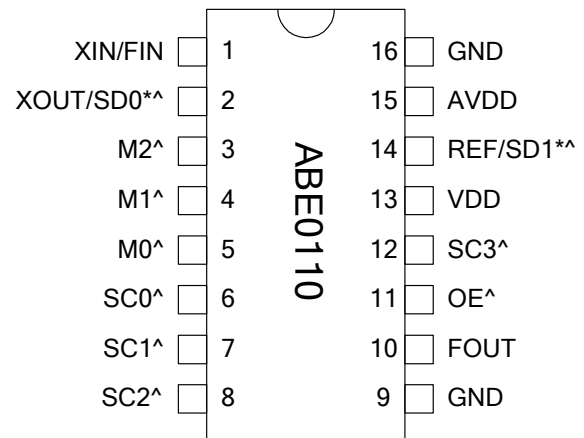 XIN/FIN 1 16 GND
XOUT/SD0*^ 2 15 AVDD
M2^ 3 14 REF/SD1*^
M1^ 4 13 VDD
M0^ 5 12 SC3^
SC0^ 6 11 OE^
SC1^ 7 10 FOUT
SC2^ 8 9 GND
ABE0110